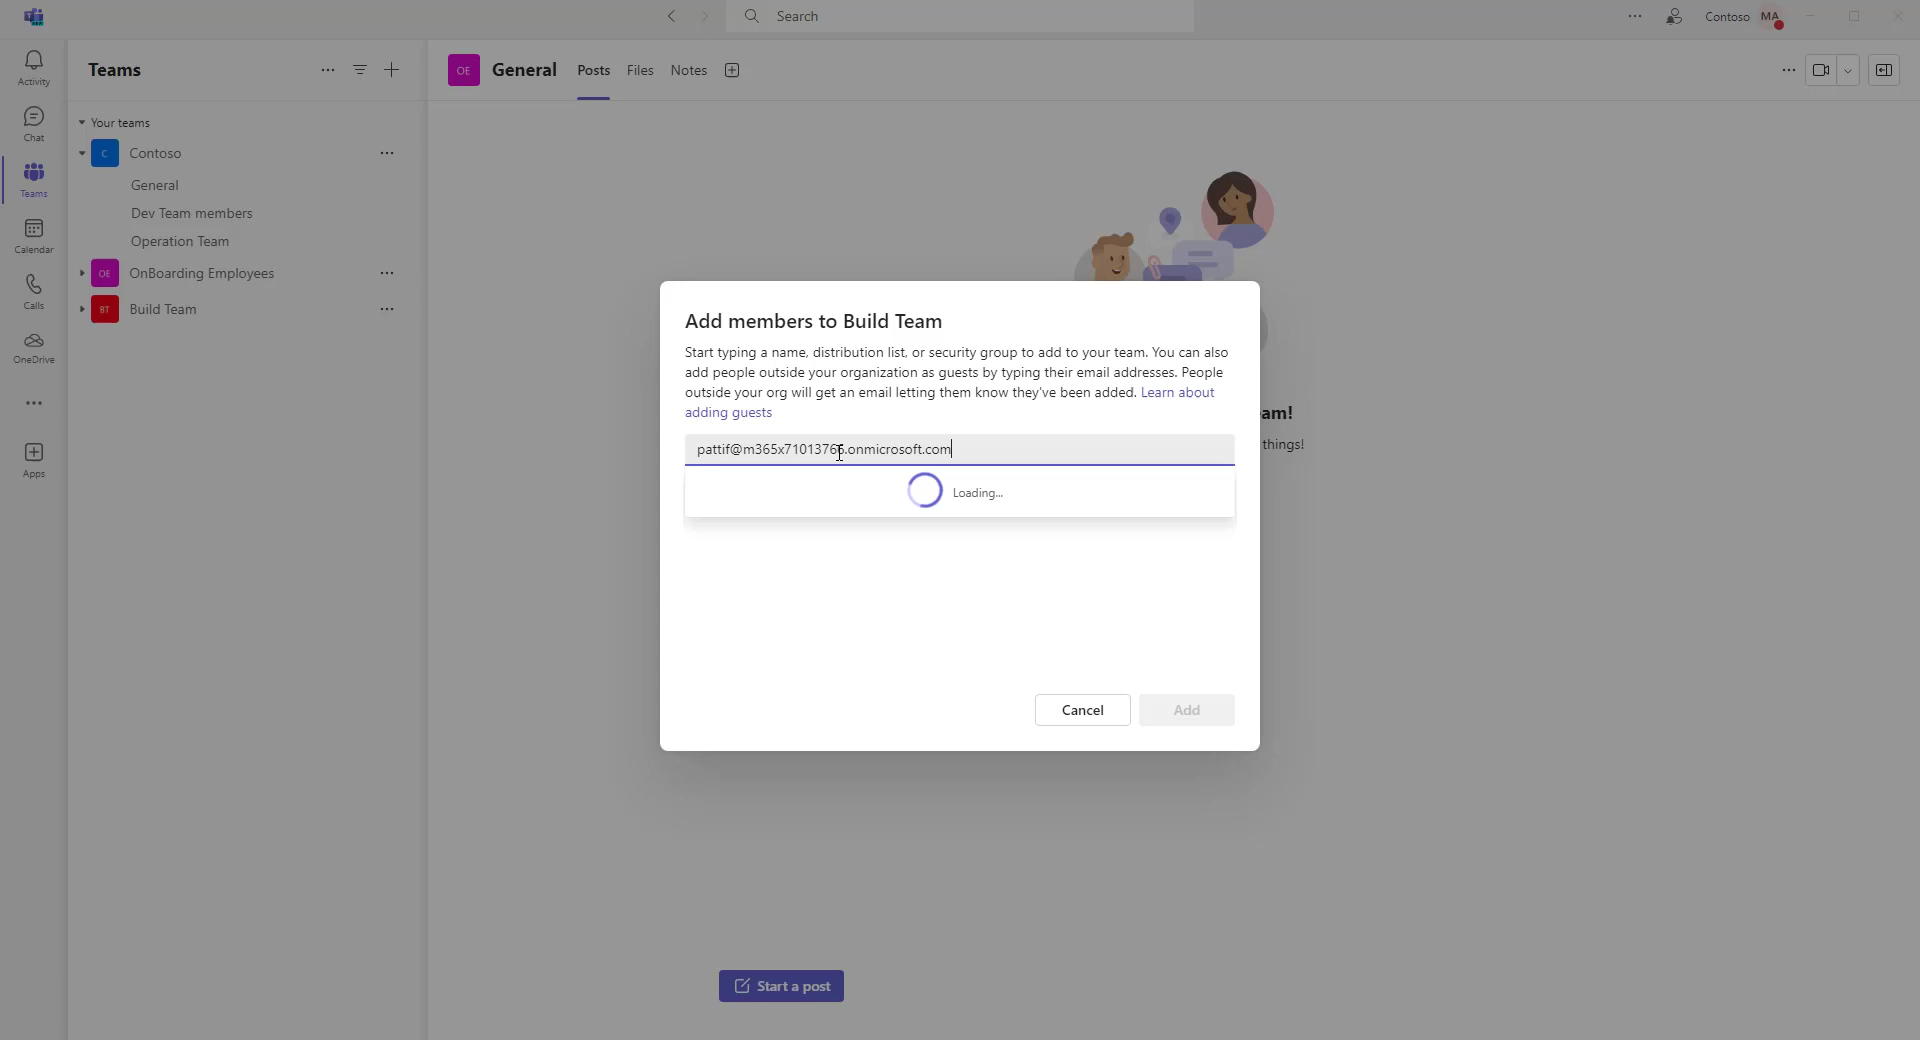 Search
Contoso MA
Activity
Chat
Teams
Calendar
Calls
OneDrive
Apps
Teams
Your teams
C Contoso
General
Dev Team members
Operation Team
OE OnBoarding Employees
BT Build Team
OE General Posts Files Notes
eam!
things!
Add members to Build Team
Start typing a name, distribution list, or security group to add to your team. You can also
add people outside your organization as guests by typing their email addresses. People
outside your org will get an email letting them know they've been added. Learn about
adding guests
pattif@m365x71013766.onmicrosoft.com
Loading...
Cancel Add
Start a post